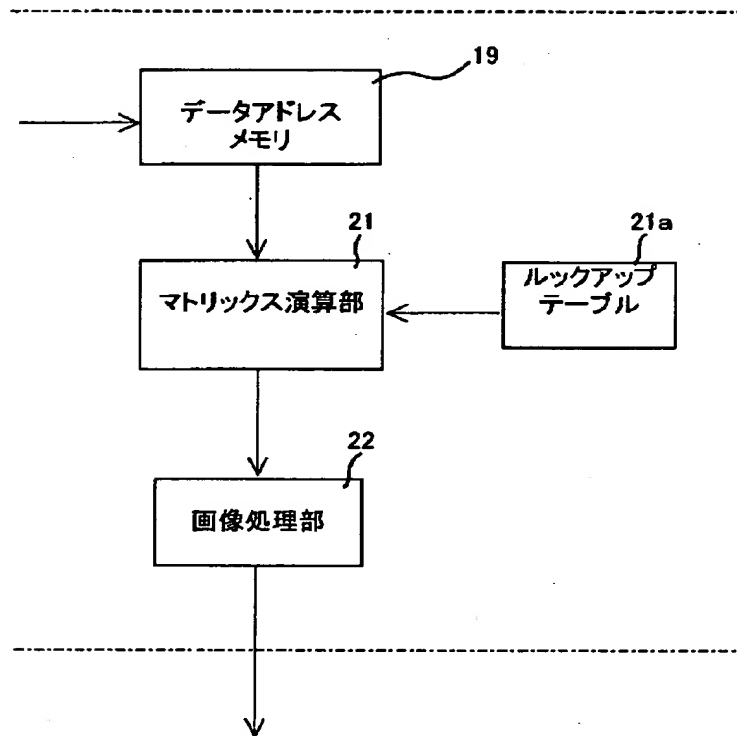 19
データアドレス
メモリ
21
マトリックス演算部
21a
ルックアップ
テーブル
22
画像処理部